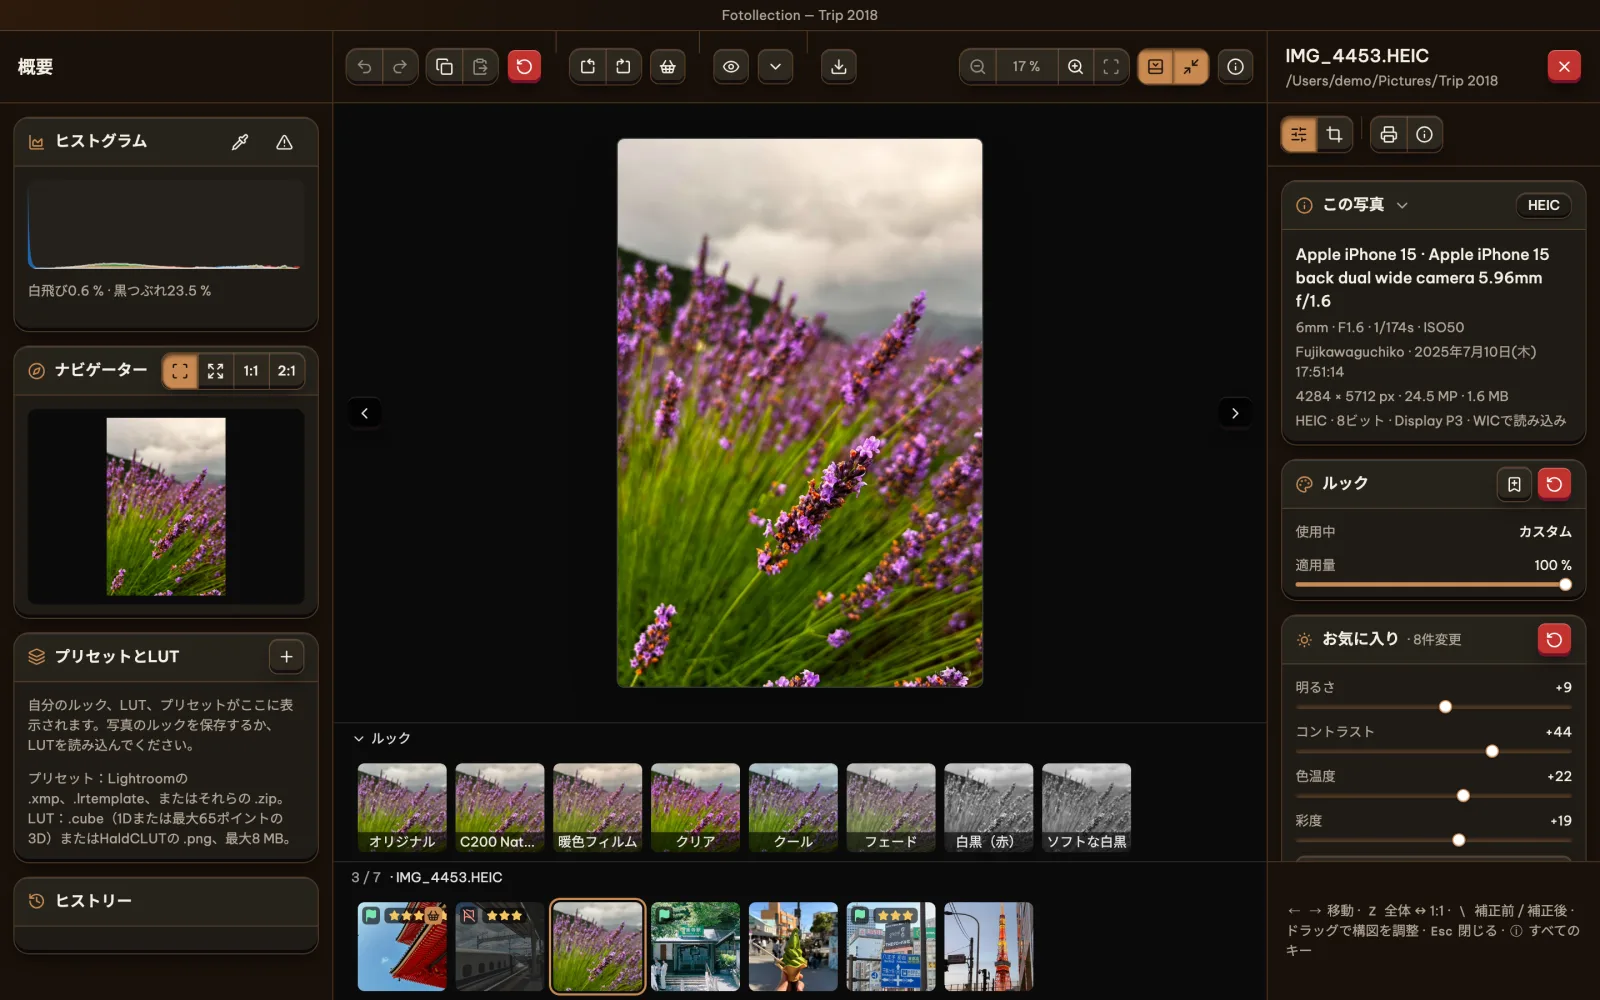 Fotollection — Trip 2018
概要
17 %
IMG_4453.HEIC
/Users/demo/Pictures/Trip 2018
ヒストグラム
白飛び0.6 % · 黒つぶれ23.5 %
ナビゲーター
1:1
2:1
プリセットとLUT
自分のルック、LUT、プリセットがここに表
示されます。写真のルックを保存するか、
LUTを読み込んでください。
プリセット：Lightroomの
.xmp、.lrtemplate、またはそれらの .zip。
LUT：.cube（1Dまたは最大65ポイントの
3D）またはHaldCLUTの .png、最大8 MB。
ヒストリー
ルック
オリジナル
C200 Nat...
暖色フィルム
クリア
クール
フェード
白黒（赤）
ソフトな白黒
3 / 7 · IMG_4453.HEIC
この写真
HEIC
Apple iPhone 15 · Apple iPhone 15
back dual wide camera 5.96mm
f/1.6
6mm · F1.6 · 1/174s · ISO50
Fujikawaguchiko · 2025年7月10日(木)
17:51:14
4284 × 5712 px · 24.5 MP · 1.6 MB
HEIC · 8ビット · Display P3 · WICで読み込み
ルック
使用中
カスタム
適用量
100 %
お気に入り · 8件変更
明るさ
+9
コントラスト
+44
色温度
+22
彩度
+19
← → 移動 · Z 全体 ↔ 1:1 · \ 補正前 / 補正後 ·
ドラッグで構図を調整 · Esc 閉じる · ⓘ すべての
キー